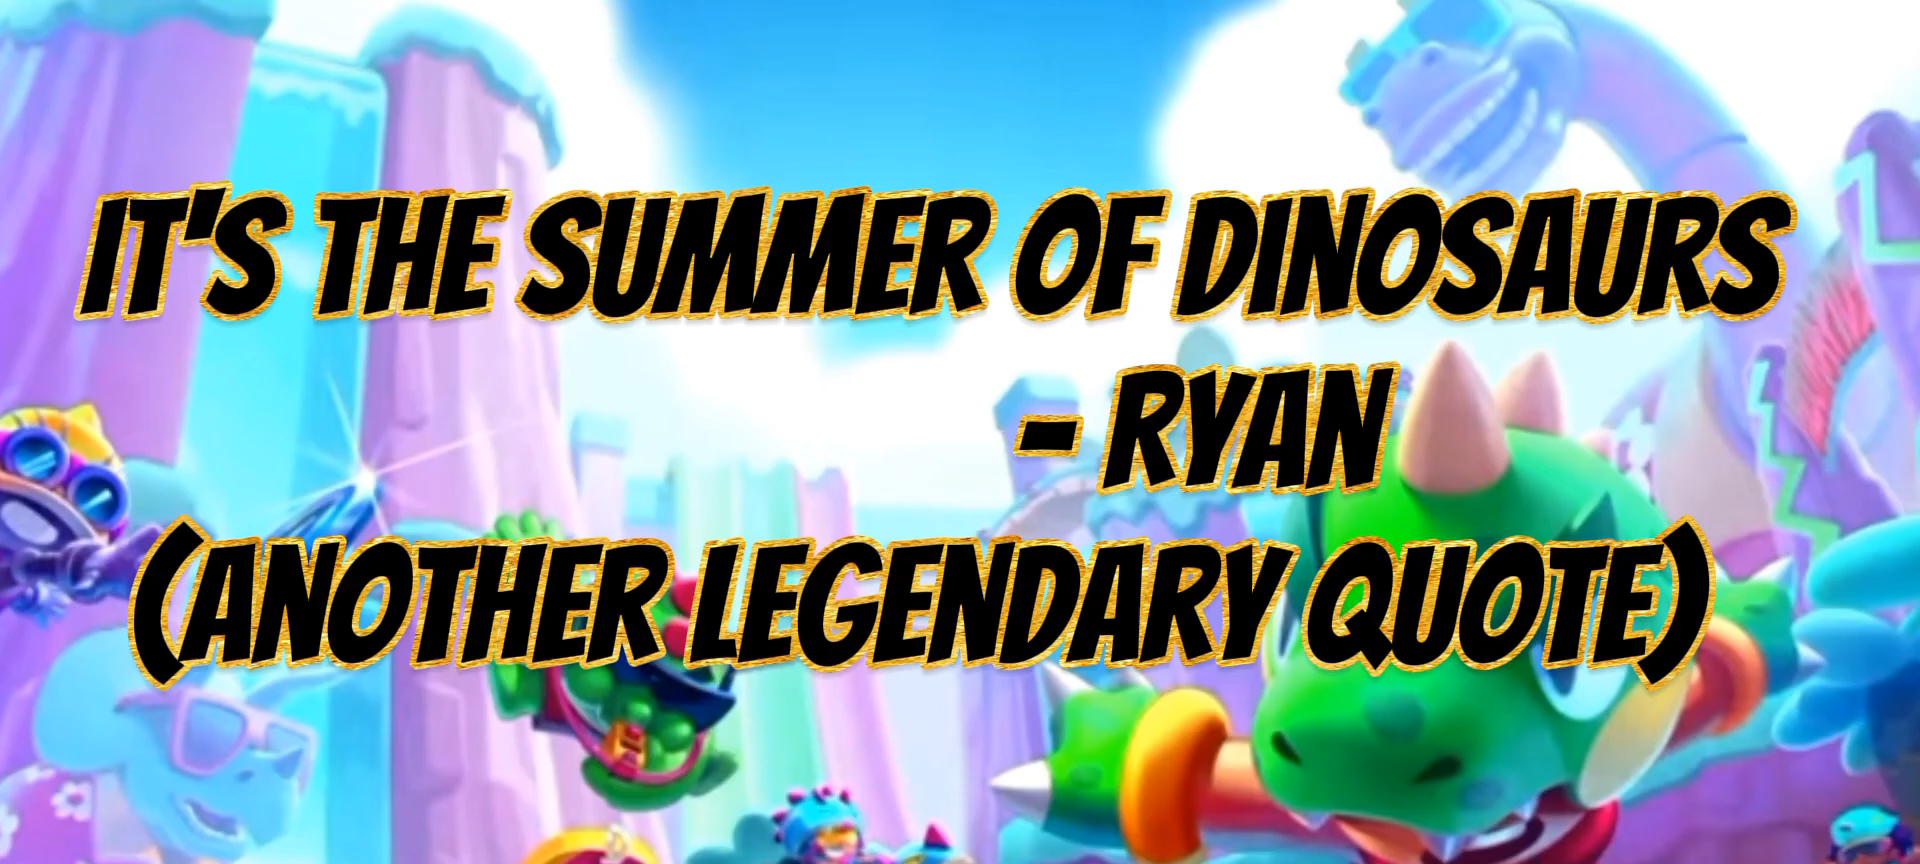 IT'S THE SUMMER OF DINOSAURS
- RYAN
(ANOTHER LEGENDARY QUOTE)